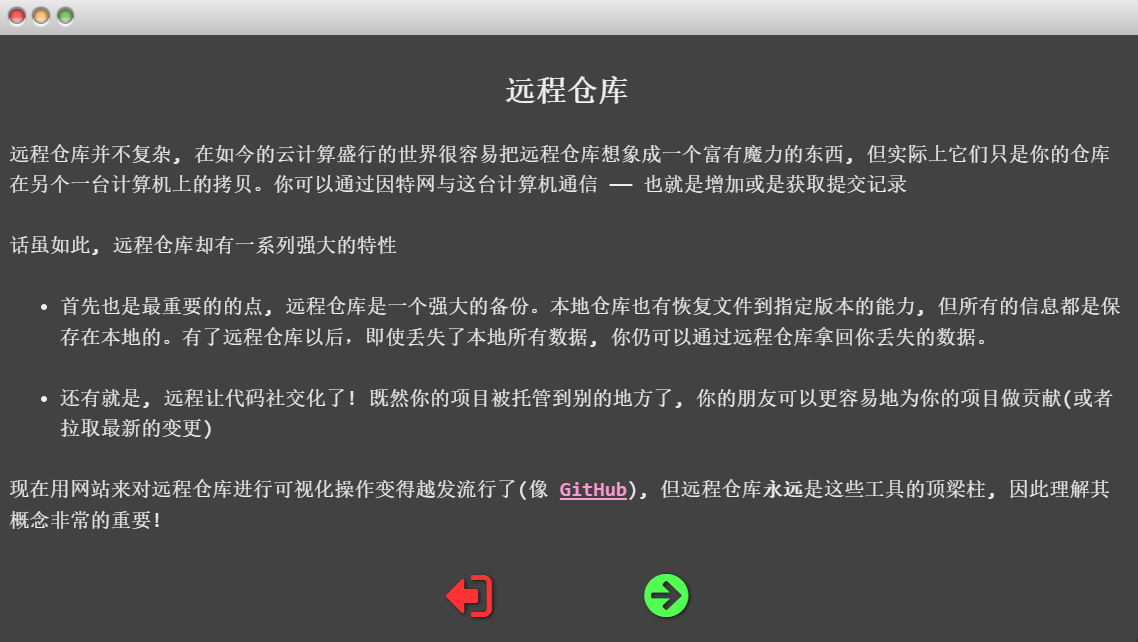 远程仓库
远程仓库并不复杂, 在如今的云计算盛行的世界很容易把远程仓库想象成一个富有魔力的东西, 但实际上它们只是你的仓库
在另个一台计算机上的拷贝。你可以通过因特网与这台计算机通信 —— 也就是增加或是获取提交记录
话虽如此, 远程仓库却有一系列强大的特性
• 首先也是最重要的的点, 远程仓库是一个强大的备份。本地仓库也有恢复文件到指定版本的能力, 但所有的信息都是保
存在本地的。有了远程仓库以后，即使丢失了本地所有数据, 你仍可以通过远程仓库拿回你丢失的数据。
• 还有就是, 远程让代码社交化了! 既然你的项目被托管到别的地方了, 你的朋友可以更容易地为你的项目做贡献(或者
拉取最新的变更)
现在用网站来对远程仓库进行可视化操作变得越发流行了(像 GitHub), 但远程仓库永远是这些工具的顶梁柱, 因此理解其
概念非常的重要!